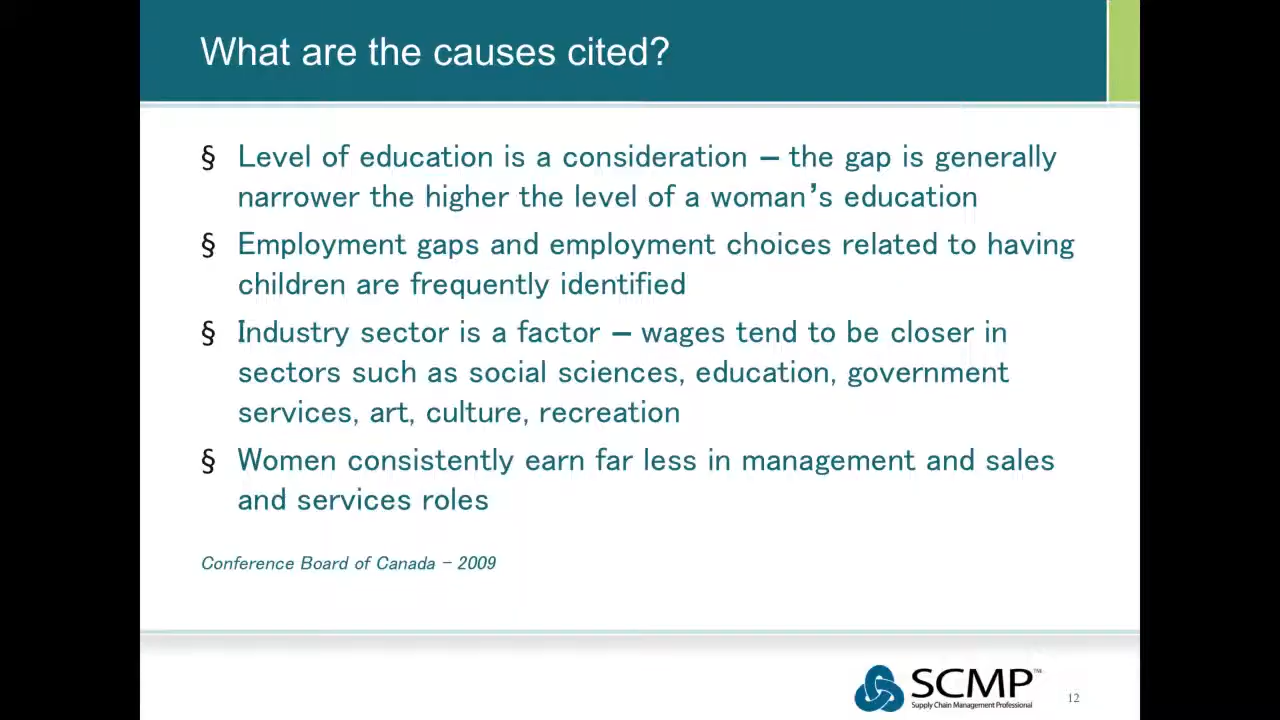 What are the causes cited?
§ Level of education is a consideration – the gap is generally
narrower the higher the level of a woman’s education
§ Employment gaps and employment choices related to having
children are frequently identified
§ Industry sector is a factor – wages tend to be closer in
sectors such as social sciences, education, government
services, art, culture, recreation
§ Women consistently earn far less in management and sales
and services roles
Conference Board of Canada – 2009
SCMP™
Supply Chain Management Professional
12